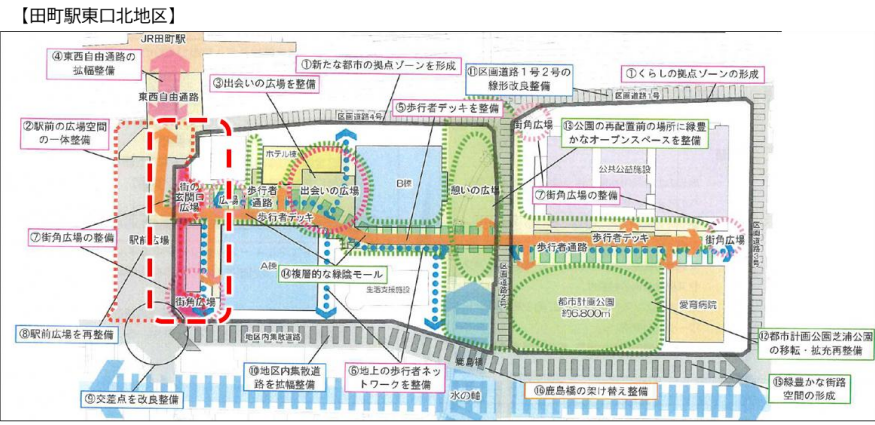 【田町駅東口北地区】
JR田町駅
④東西自由通路の
拡幅整備
東西自由通路
③出会いの広場を整備
①新たな都市の拠点ゾーンを形成
⑪区画道路1号2号の
線形改良整備
①くらしの拠点ゾーンの形成
区画道路1号
区画道路4号
⑤歩行者デッキを整備
②駅前の広場空間
の一体整備
街角広場
⑬公園の再配置前の場所に緑豊
かなオープンスペースを整備
ホテル棟
出会いの広場
B棟
憩いの広場
公共公益施設
街の
玄関口
広場
広場
歩行者
通路
歩行者デッキ
⑦街角広場の整備
⑦街角広場の整備
駅前広場
歩行者デッキ
歩行者通路
街角広場
⑭複層的な緑陰モール
A棟
生活支援施設
街角広場
都市計画公園
約6,800㎡
愛育病院
⑧駅前広場を再整備
地区内集散道路
⑫都市計画公園芝浦公園
の移転・拡充再整備
⑩地区内集散道
路を拡幅整備
⑥地上の歩行者ネッ
トワークを整備
鹿島橋
⑯鹿島橋の架け替え整備
⑮緑豊かな街路
空間の形成
⑨交差点を改良整備
水の軸